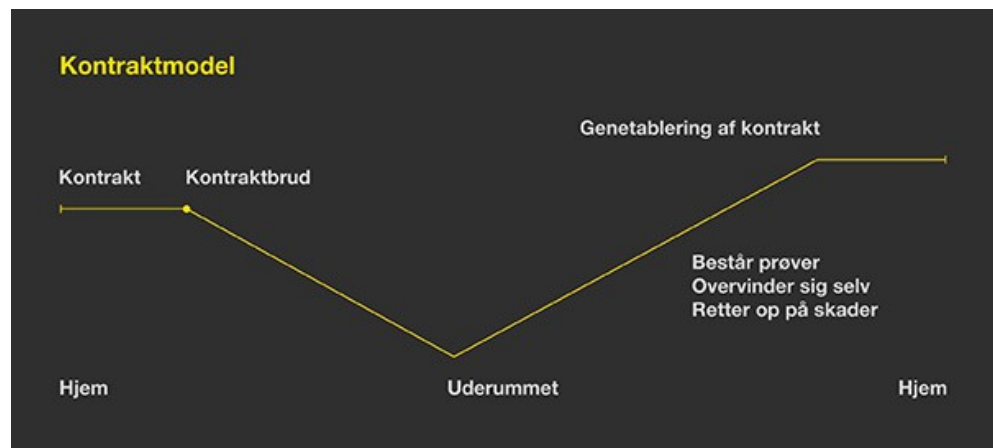 Kontraktmodel
Genetablering af kontrakt
Kontrakt
Kontraktbrud
Består prøver
Overvinder sig selv
Retter op på skader
Hjem
Uderummet
Hjem